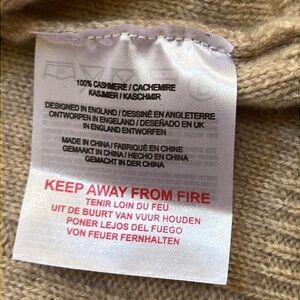 100% CASHMERE / CACHEMIRE
KASJMIER / KASCHMIR
DESIGNED IN ENGLAND / DESSINÉ EN ANGLETERRE
ONTWORPEN IN ENGELAND / DESEÑADO EN UK
IN ENGLAND ENTWORFEN
MADE IN CHINA / FABRIQUÉ EN CHINE
GEMAAKT IN CHINA / HECHO EN CHINA
GEMACHT IN DER CHINA
KEEP AWAY FROM FIRE
TENIR LOIN DU FEU
UIT DE BUURT VAN VUUR HOUDEN
PONER LEJOS DEL FUEGO
VON FEUER FERNHALTEN